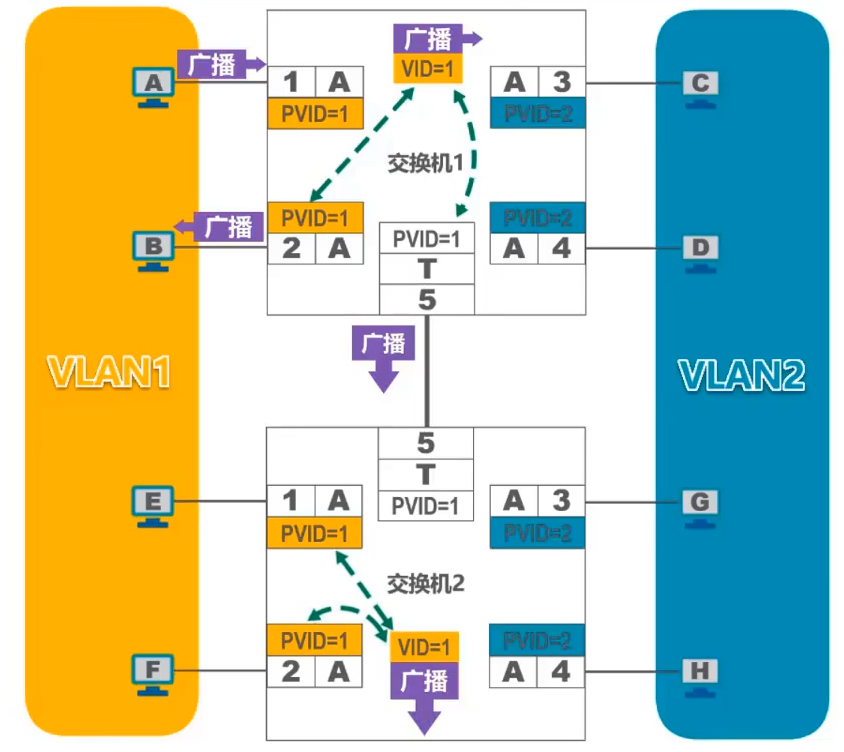 广播
VID=1
广播
A
1 A
PVID=1
A 3
PVID=2
C
交换机1
PVID=1
2 A
广播
B
PVID=1
T
5
PVID=2
A 4
D
广播
VLAN1
VLAN2
5
T
PVID=1
E
1 A
PVID=1
A 3
PVID=2
G
交换机2
PVID=1
2 A
F
VID=1
广播
PVID=2
A 4
H